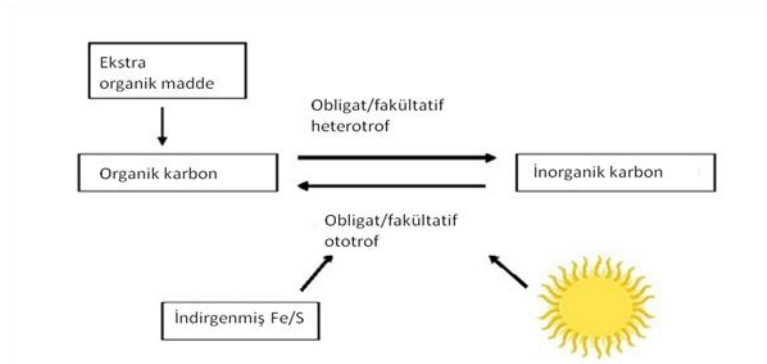 Ekstra
organik madde
Obligat/fakültatif
heterotrof
Organik karbon
İnorganik karbon
Obligat/fakültatif
ototrof
İndirgenmiş Fe/S